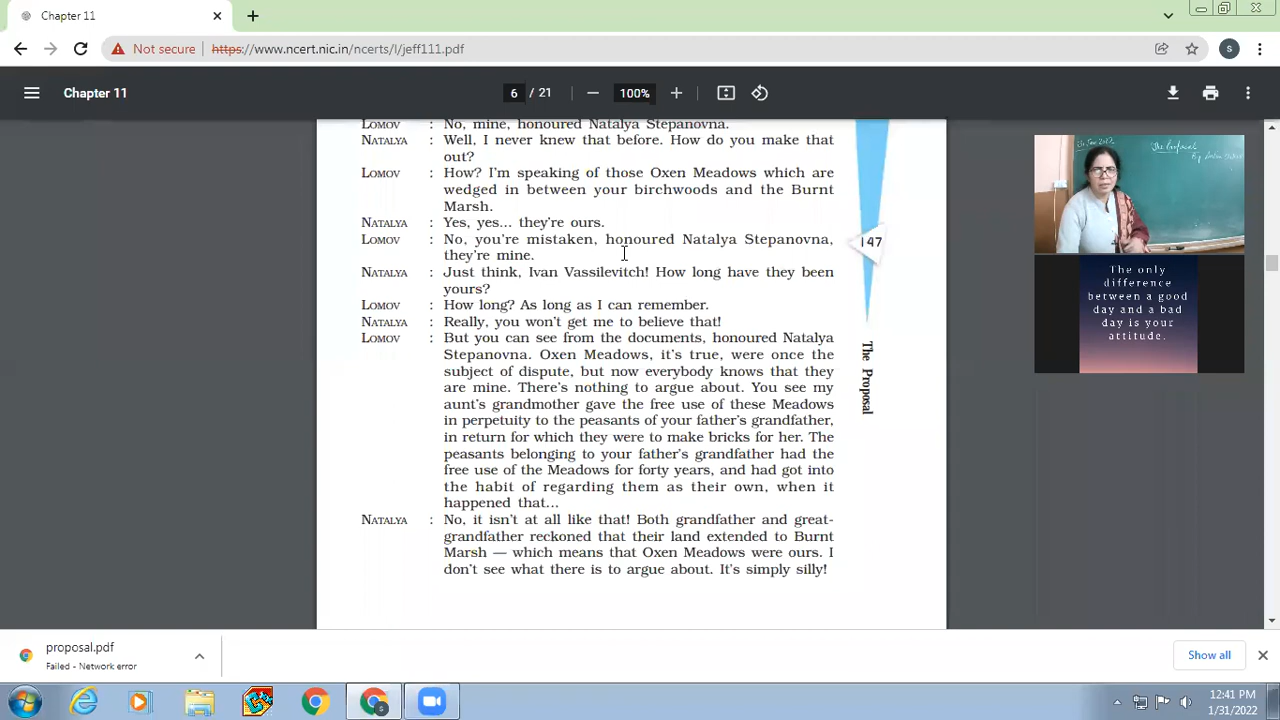 Chapter 11
Not secure
https://www.ncert.nic.in/ncerts/l/jeff111.pdf
S
Chapter 11
6 / 21
100%
LOMOV : No, mine, honoured Natalya Stepanovna.
NATALYA : Well, I never knew that before. How do you make that
out?
LOMOV : How? I'm speaking of those Oxen Meadows which are
wedged in between your birchwoods and the Burnt
Marsh.
NATALYA : Yes, yes... they're ours.
LOMOV : No, you're mistaken, honoured Natalya Stepanovna,
they're mine.
NATALYA : Just think, Ivan Vassilevitch! How long have they been
yours?
LOMOV : How long? As long as I can remember.
NATALYA : Really, you won't get me to believe that!
LOMOV : But you can see from the documents, honoured Natalya
Stepanovna. Oxen Meadows, it's true, were once the
subject of dispute, but now everybody knows that they
are mine. There's nothing to argue about. You see my
aunt's grandmother gave the free use of these Meadows
in perpetuity to the peasants of your father's grandfather,
in return for which they were to make bricks for her. The
peasants belonging to your father's grandfather had the
free use of the Meadows for forty years, and had got into
the habit of regarding them as their own, when it
happened that...
NATALYA : No, it isn't at all like that! Both grandfather and great-
grandfather reckoned that their land extended to Burnt
Marsh — which means that Oxen Meadows were ours. I
don't see what there is to argue about. It's simply silly!
147
The Proposal
The Proposal
The only
difference
between a good
day and a bad
day is your
attitude.
proposal.pdf
Failed - Network error
Show all
12:41 PM
1/31/2022